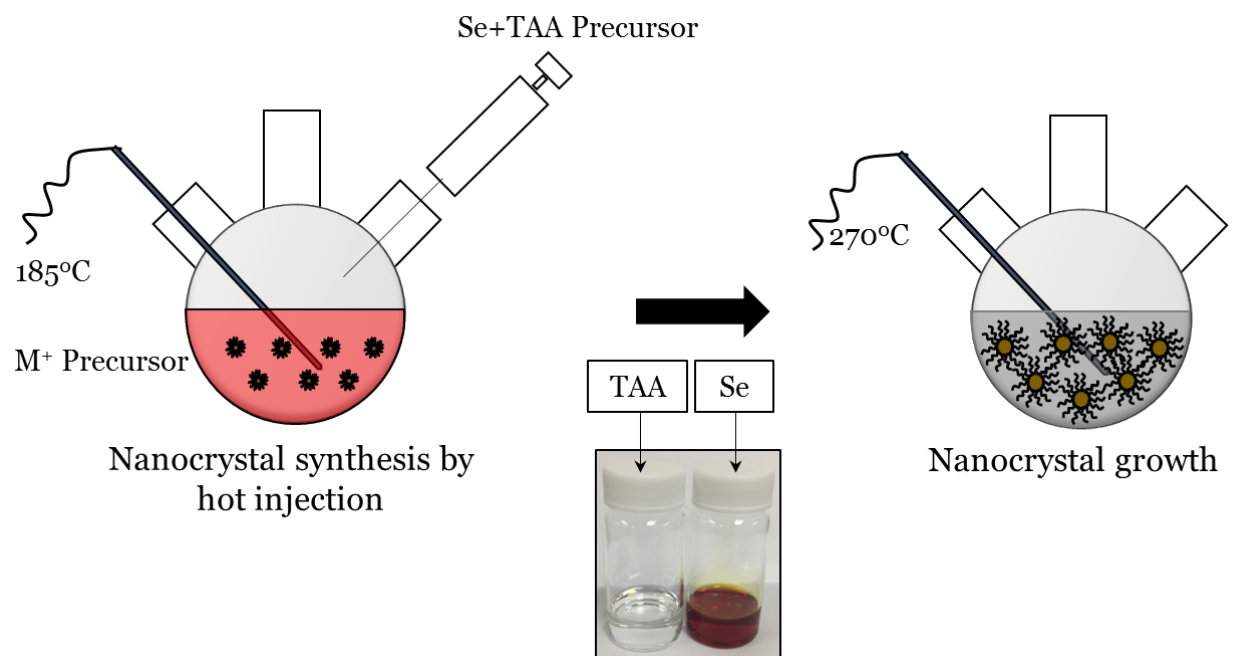 Se+TAA Precursor
185°C
M⁺ Precursor
Nanocrystal synthesis by
hot injection
TAA
Se
270°C
Nanocrystal growth